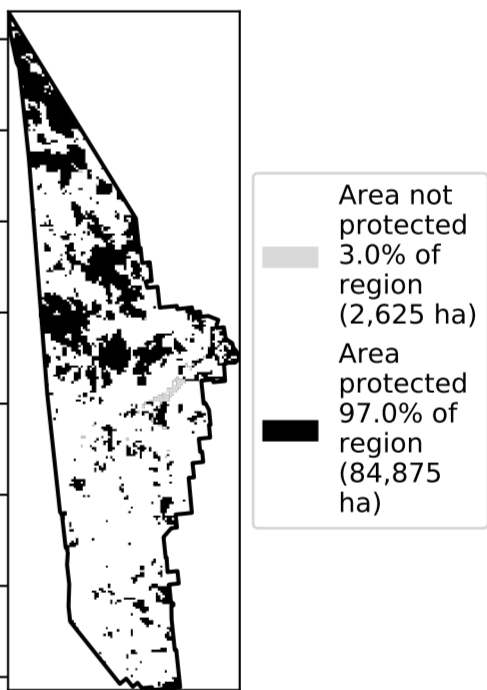 Area not
protected
3.0% of
region
(2,625 ha)
Area
protected
97.0% of
region
(84,875
ha)